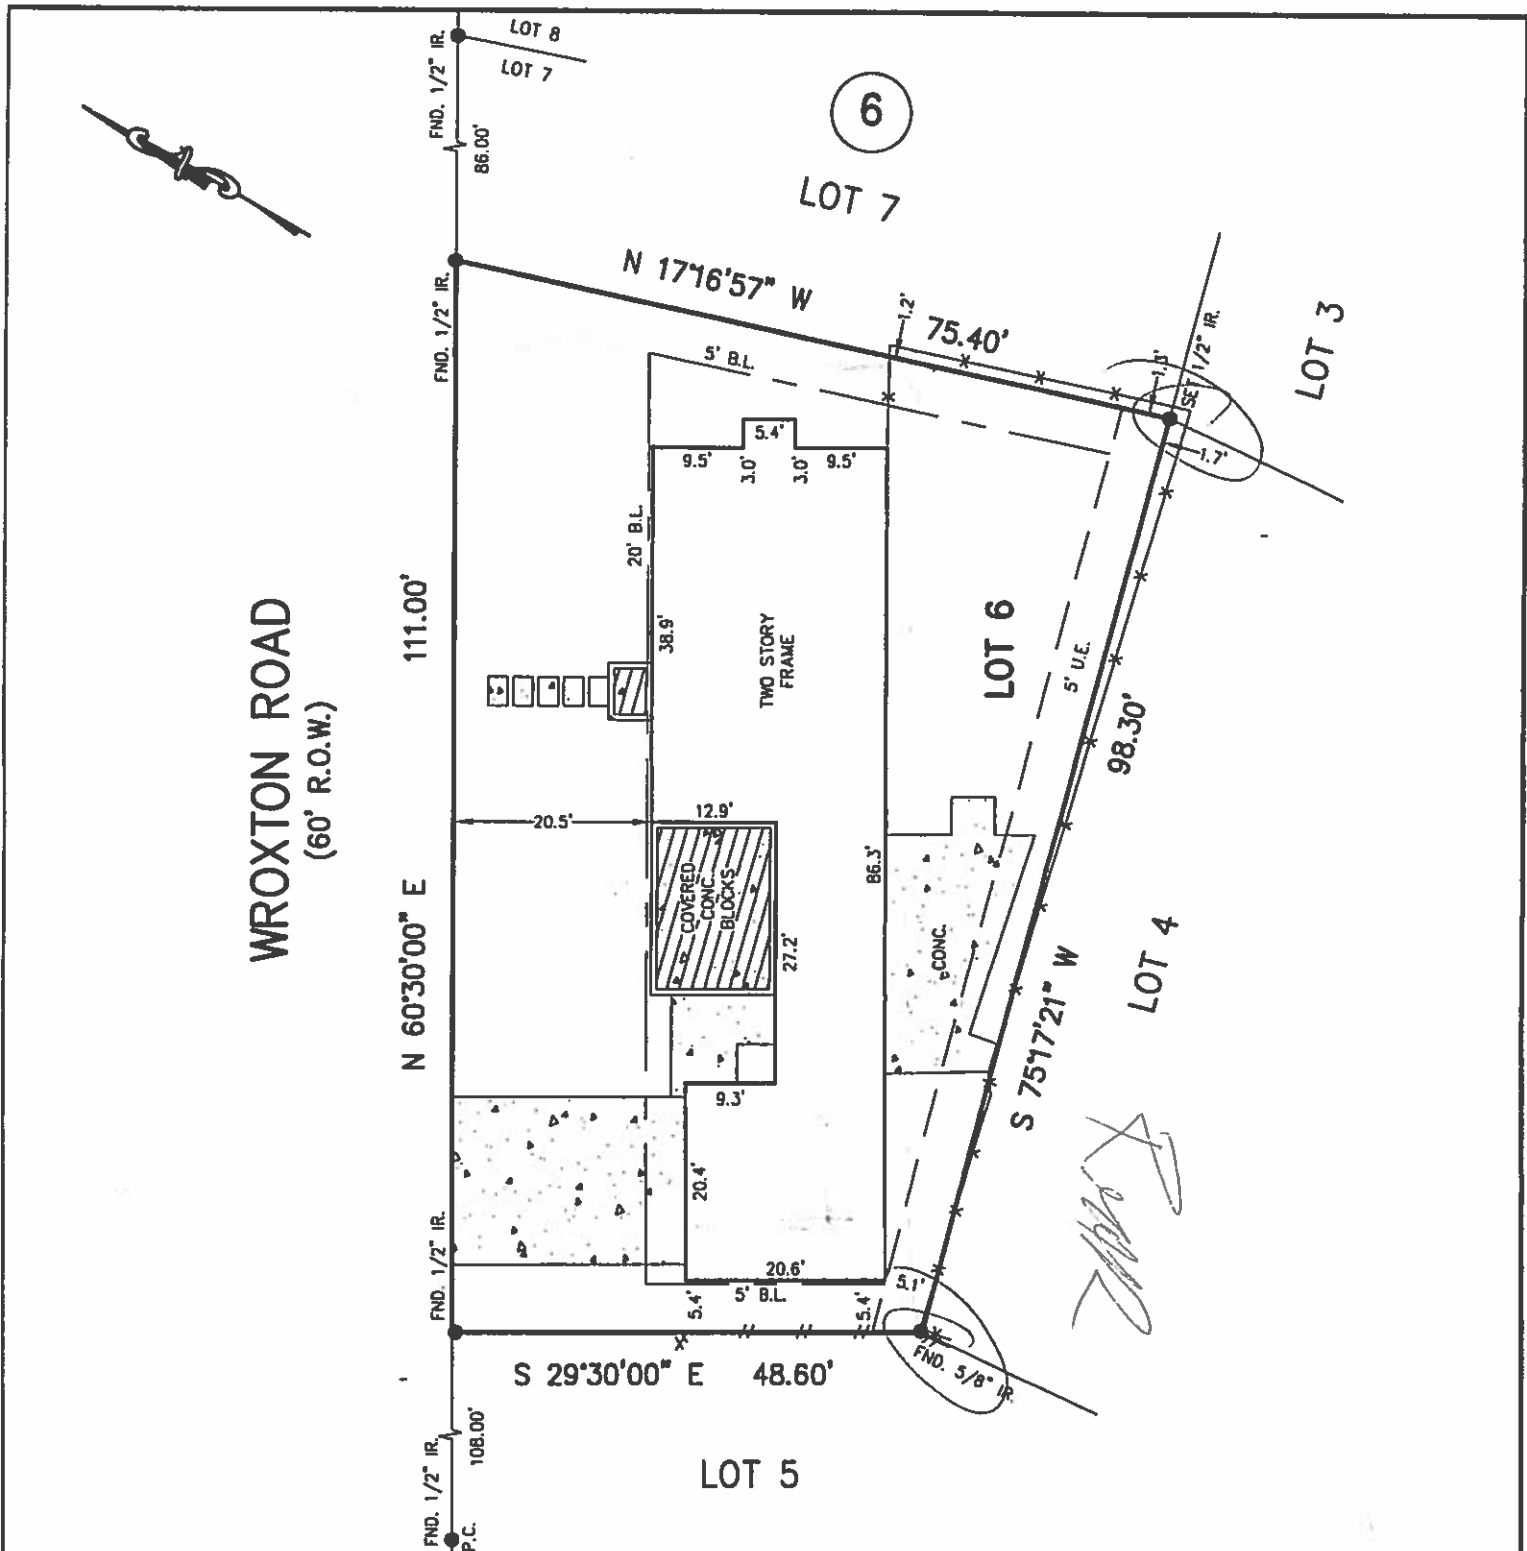 LOT 8
LOT 7
FND. 1/2" IR.
86.00'
6
LOT 7
N 17°16'57" W
75.40'
1.2'
1.3'
SET 1/2" IR.
LOT 3
1.7'
FND. 1/2" IR.
5' B.L.
5.4'
9.5'
3.0'
3.0'
9.5'
20' B.L.
38.9'
TWO STORY
FRAME
LOT 6
5' U.E.
98.30'
WROXTON ROAD
(60' R.O.W.)
111.00'
N 60°30'00" E
20.5'
12.9'
COVERED
CONC.
BLOCKS
27.2'
86.3'
CONC.
S 75°17'21" W
LOT 4
9.3'
20.4'
20.6'
5' B.L.
5.4'
5.4'
5.1'
FND. 1/2" IR.
FND. 5/8" IR.
S 29°30'00" E
48.60'
LOT 5
108.00'
FND. 1/2" IR.
P.C.